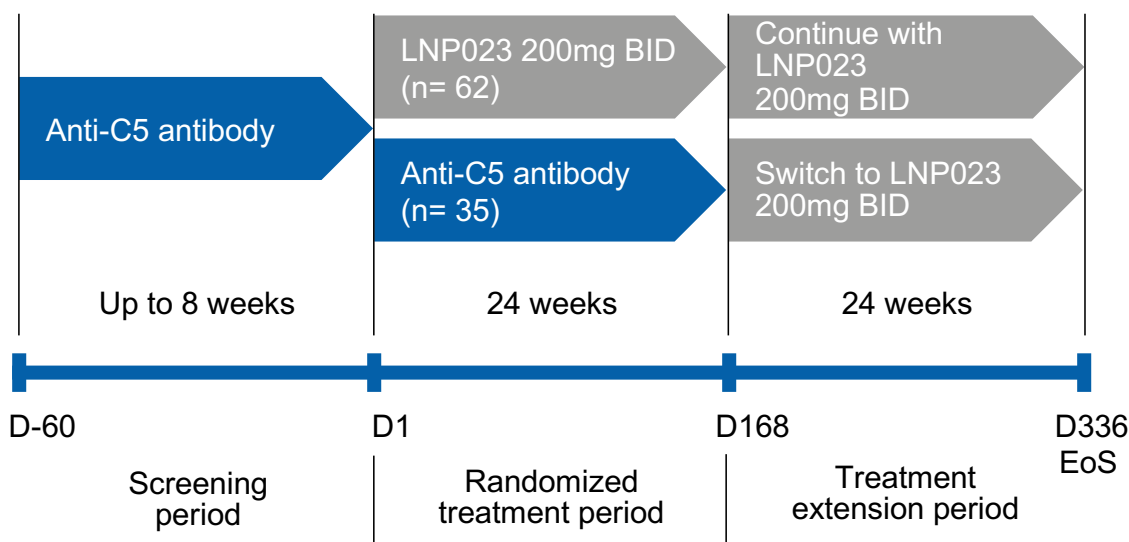 Anti-C5 antibody
LNP023 200mg BID
(n= 62)
Anti-C5 antibody
(n= 35)
Continue with
LNP023
200mg BID
Switch to LNP023
200mg BID
Up to 8 weeks
24 weeks
24 weeks
D-60
D1
D168
D336
EoS
Screening
period
Randomized
treatment period
Treatment
extension period